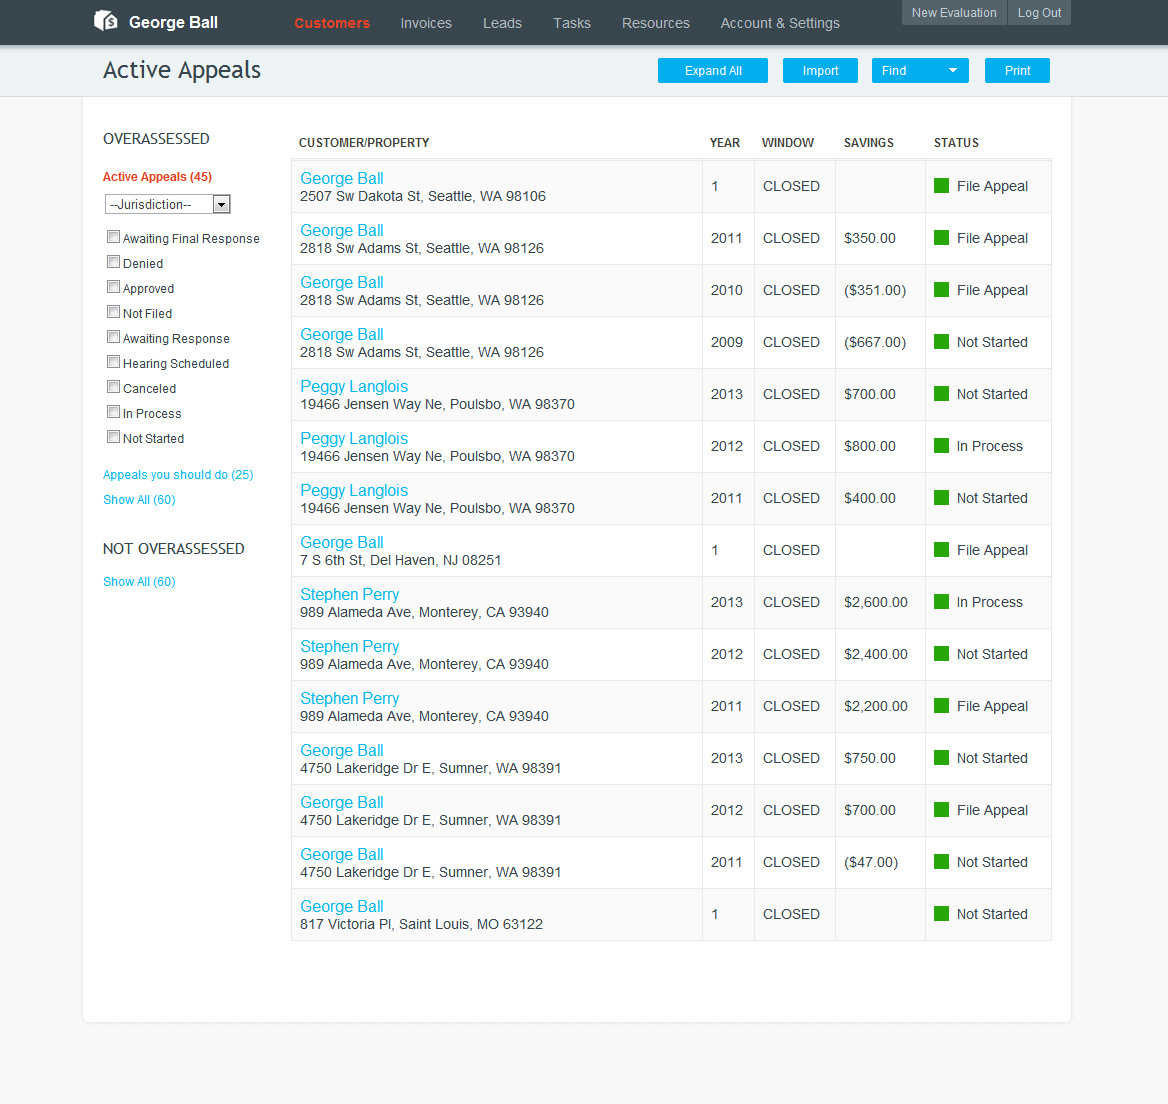 George Ball Customers Invoices Leads Tasks Resources Account & Settings New Evaluation Log Out
Active Appeals Expand All Import Find Print
OVERASSESSED
Active Appeals (45)
--Jurisdiction--
Awaiting Final Response
Denied
Approved
Not Filed
Awaiting Response
Hearing Scheduled
Canceled
In Process
Not Started
Appeals you should do (25)
Show All (60)
NOT OVERASSESSED
Show All (60)
CUSTOMER/PROPERTY YEAR WINDOW SAVINGS STATUS
George Ball
2507 Sw Dakota St, Seattle, WA 98106 1 CLOSED File Appeal
George Ball
2818 Sw Adams St, Seattle, WA 98126 2011 CLOSED $350.00 File Appeal
George Ball
2818 Sw Adams St, Seattle, WA 98126 2010 CLOSED ($351.00) File Appeal
George Ball
2818 Sw Adams St, Seattle, WA 98126 2009 CLOSED ($667.00) Not Started
Peggy Langlois
19466 Jensen Way Ne, Poulsbo, WA 98370 2013 CLOSED $700.00 Not Started
Peggy Langlois
19466 Jensen Way Ne, Poulsbo, WA 98370 2012 CLOSED $800.00 In Process
Peggy Langlois
19466 Jensen Way Ne, Poulsbo, WA 98370 2011 CLOSED $400.00 Not Started
George Ball
7 S 6th St, Del Haven, NJ 08251 1 CLOSED File Appeal
Stephen Perry
989 Alameda Ave, Monterey, CA 93940 2013 CLOSED $2,600.00 In Process
Stephen Perry
989 Alameda Ave, Monterey, CA 93940 2012 CLOSED $2,400.00 Not Started
Stephen Perry
989 Alameda Ave, Monterey, CA 93940 2011 CLOSED $2,200.00 File Appeal
George Ball
4750 Lakeridge Dr E, Sumner, WA 98391 2013 CLOSED $750.00 Not Started
George Ball
4750 Lakeridge Dr E, Sumner, WA 98391 2012 CLOSED $700.00 File Appeal
George Ball
4750 Lakeridge Dr E, Sumner, WA 98391 2011 CLOSED ($47.00) Not Started
George Ball
817 Victoria Pl, Saint Louis, MO 63122 1 CLOSED Not Started